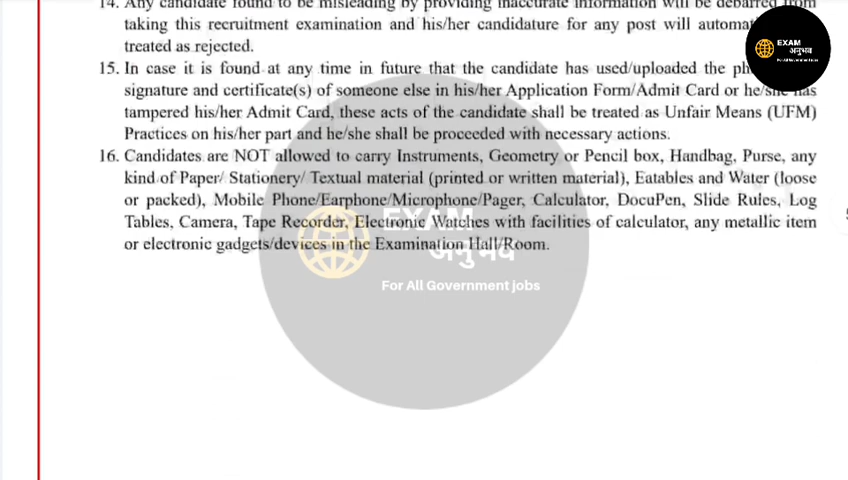 14. Any candidate found to be misleading by providing inaccurate information will be debarred from
taking this recruitment examination and his/her candidature for any post will
treated as rejected.
15. In case it is found at any time in future that the candidate has used/uploaded the
signature and certificate(s) of someone else in his/her Application Form/Admit Card or he/she has
tampered his/her Admit Card, these acts of the candidate shall be treated as Unfair Means (UFM)
Practices on his/her part and he/she shall be proceeded with necessary actions.
16. Candidates are NOT allowed to carry Instruments, Geometry or Pencil box, Handbag, Purse, any
kind of Paper/ Stationery/ Textual material (printed or written material), Eatables and Water (loose
or packed), Mobile Phone/Earphone/Microphone/Pager, Calculator, DocuPen, Slide Rules, Log
Tables, Camera, Tape Recorder, Electronic Watches with facilities of calculator, any metallic item
or electronic gadgets/devices in the Examination Hall/Room.
EXAM
अनुभव
For All Government jobs
EXAM
अनुभव
For All Government jobs